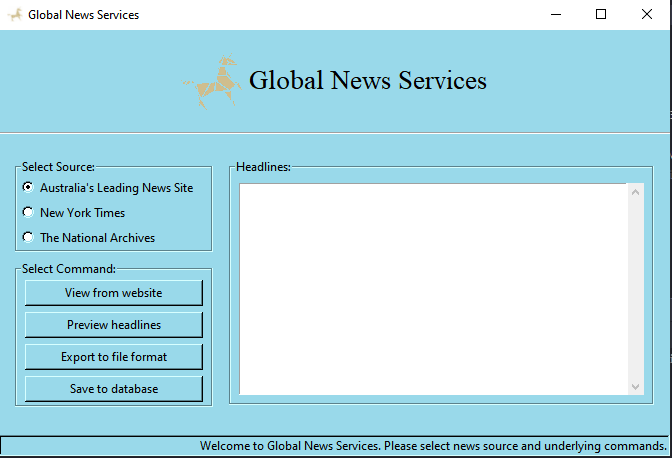 Global News Services
Global News Services
Select Source:
Australia's Leading News Site
New York Times
The National Archives
Select Command:
View from website
Preview headlines
Export to file format
Save to database
Headlines:
Welcome to Global News Services. Please select news source and underlying commands.